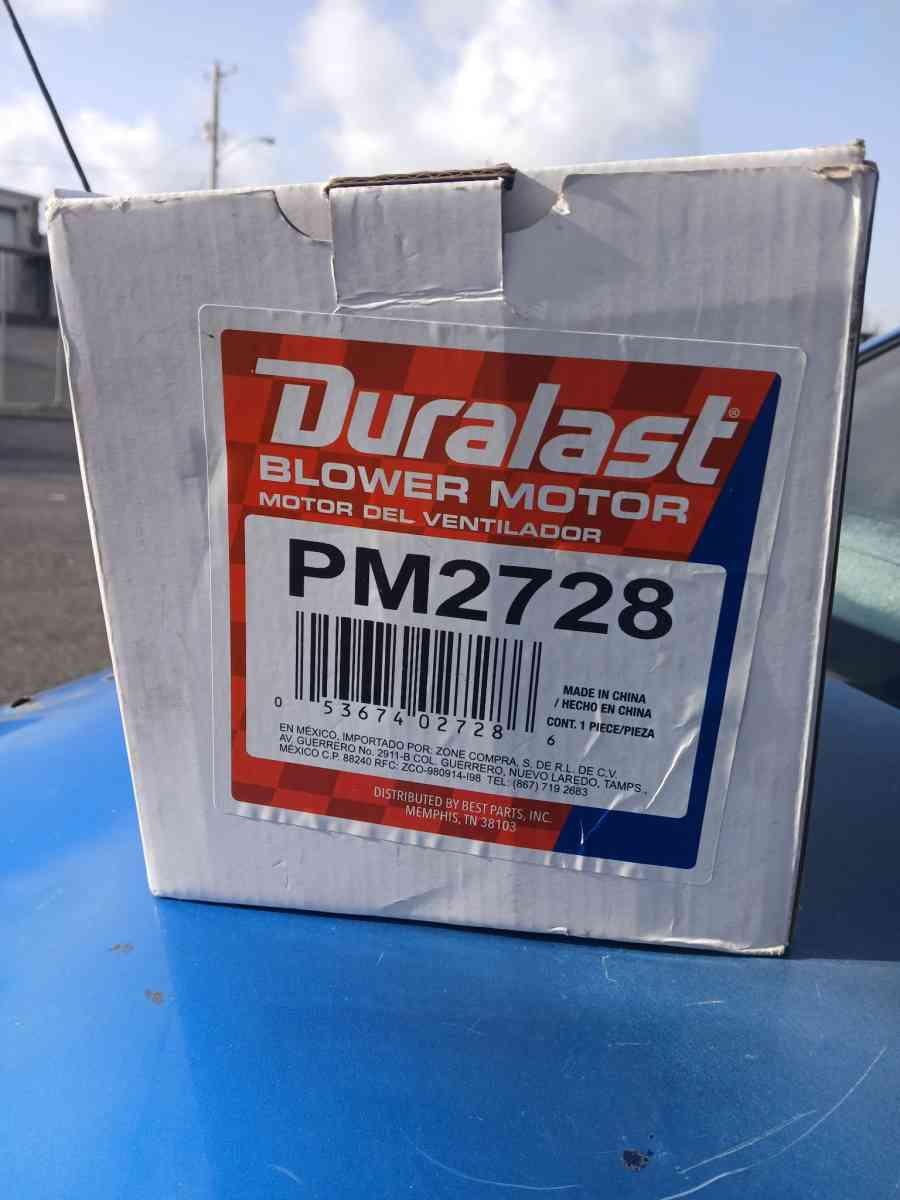 Duralast®
BLOWER MOTOR
MOTOR DEL VENTILADOR
PM2728
0 53674 02728 6
MADE IN CHINA
/ HECHO EN CHINA
CONT. 1 PIECE/PIEZA
EN MÉXICO, IMPORTADO POR: ZONE COMPRA, S. DE R.L. DE C.V.
AV. GUERRERO No. 2911-B COL. GUERRERO, NUEVO LAREDO, TAMPS.,
MÉXICO C.P. 88240 RFC: ZCO-980914-I98 TEL: (867) 719 2683
DISTRIBUTED BY BEST PARTS, INC.
MEMPHIS, TN 38103